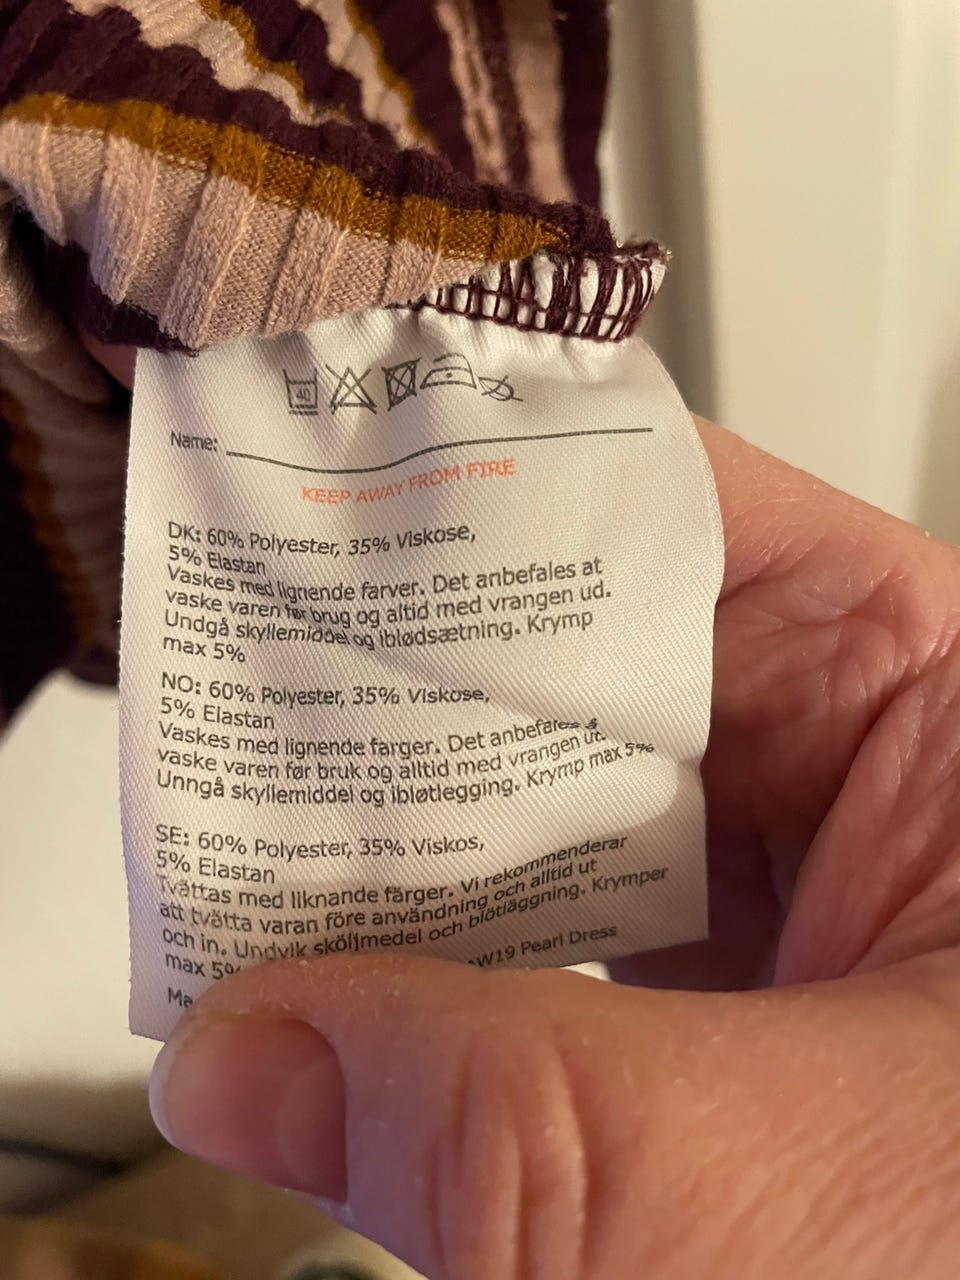 40
Name:
KEEP AWAY FROM FIRE
DK: 60% Polyester, 35% Viskose,
5% Elastan
Vaskes med lignende farver. Det anbefales at
vaske varen før brug og altid med vrangen ud.
Undgå skyllemiddel og iblødsætning. Krymp
max 5%
NO: 60% Polyester, 35% Viskose,
5% Elastan
Vaskes med lignende farger. Det anbefales å
vaske varen før bruk og alltid med vrangen ut.
Unngå skyllemiddel og ibløtlegging. Krymp max 5%
SE: 60% Polyester, 35% Viskos,
5% Elastan
Tvättas med liknande färger. Vi rekommenderar
att tvätta varan före användning och alltid ut
och in. Undvik sköljmedel och blötläggning. Krymper
max 5%
W19 Pearl Dress